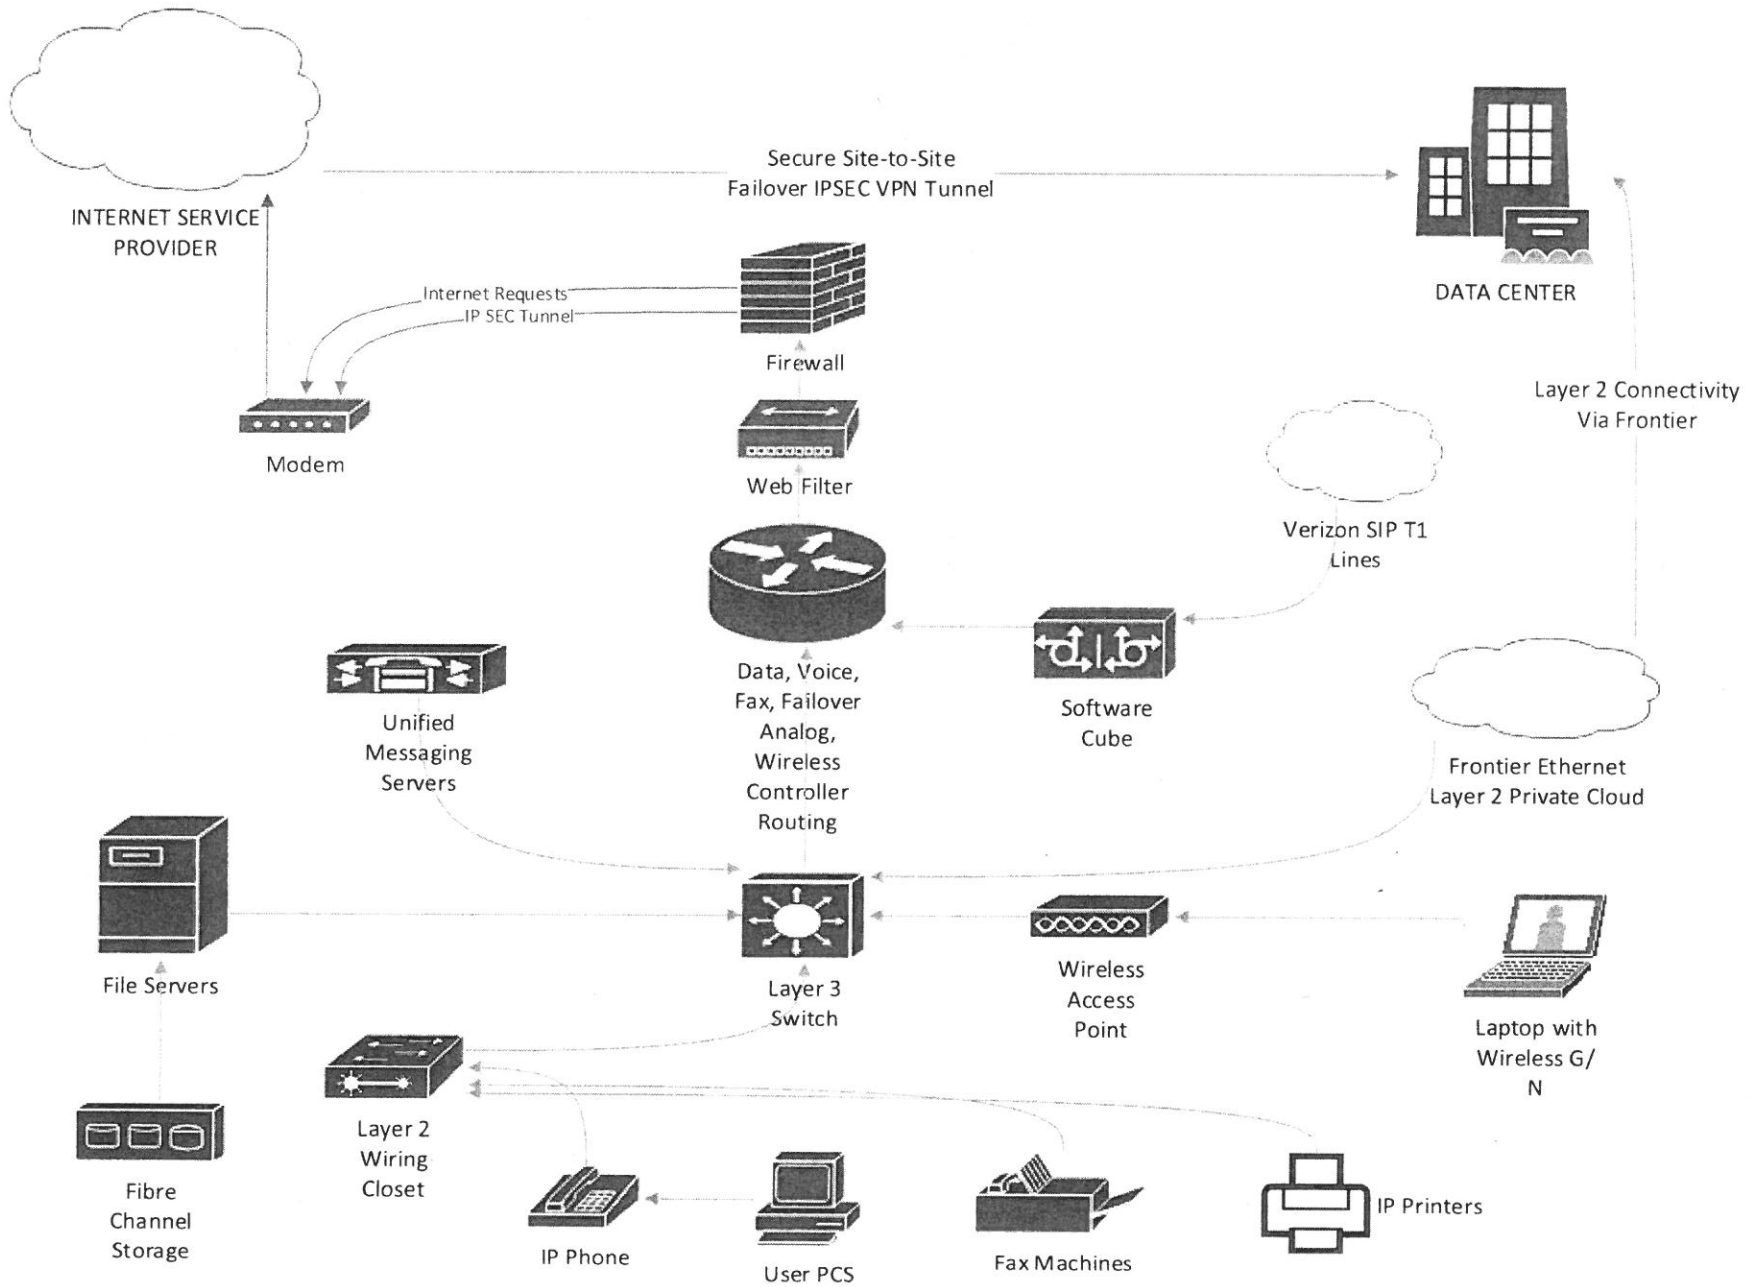 Secure Site-to-Site
Failover IPSEC VPN Tunnel
INTERNET SERVICE
PROVIDER
DATA CENTER
Internet Requests
IP SEC Tunnel
Firewall
Layer 2 Connectivity
Via Frontier
Modem
Web Filter
Verizon SIP T1
Lines
Data, Voice,
Fax, Failover
Analog,
Wireless
Controller
Routing
Unified
Messaging
Servers
Software
Cube
Frontier Ethernet
Layer 2 Private Cloud
File Servers
Layer 3
Switch
Wireless
Access
Point
Laptop with
Wireless G/
N
Layer 2
Wiring
Closet
Fibre
Channel
Storage
IP Phone
User PCS
Fax Machines
IP Printers